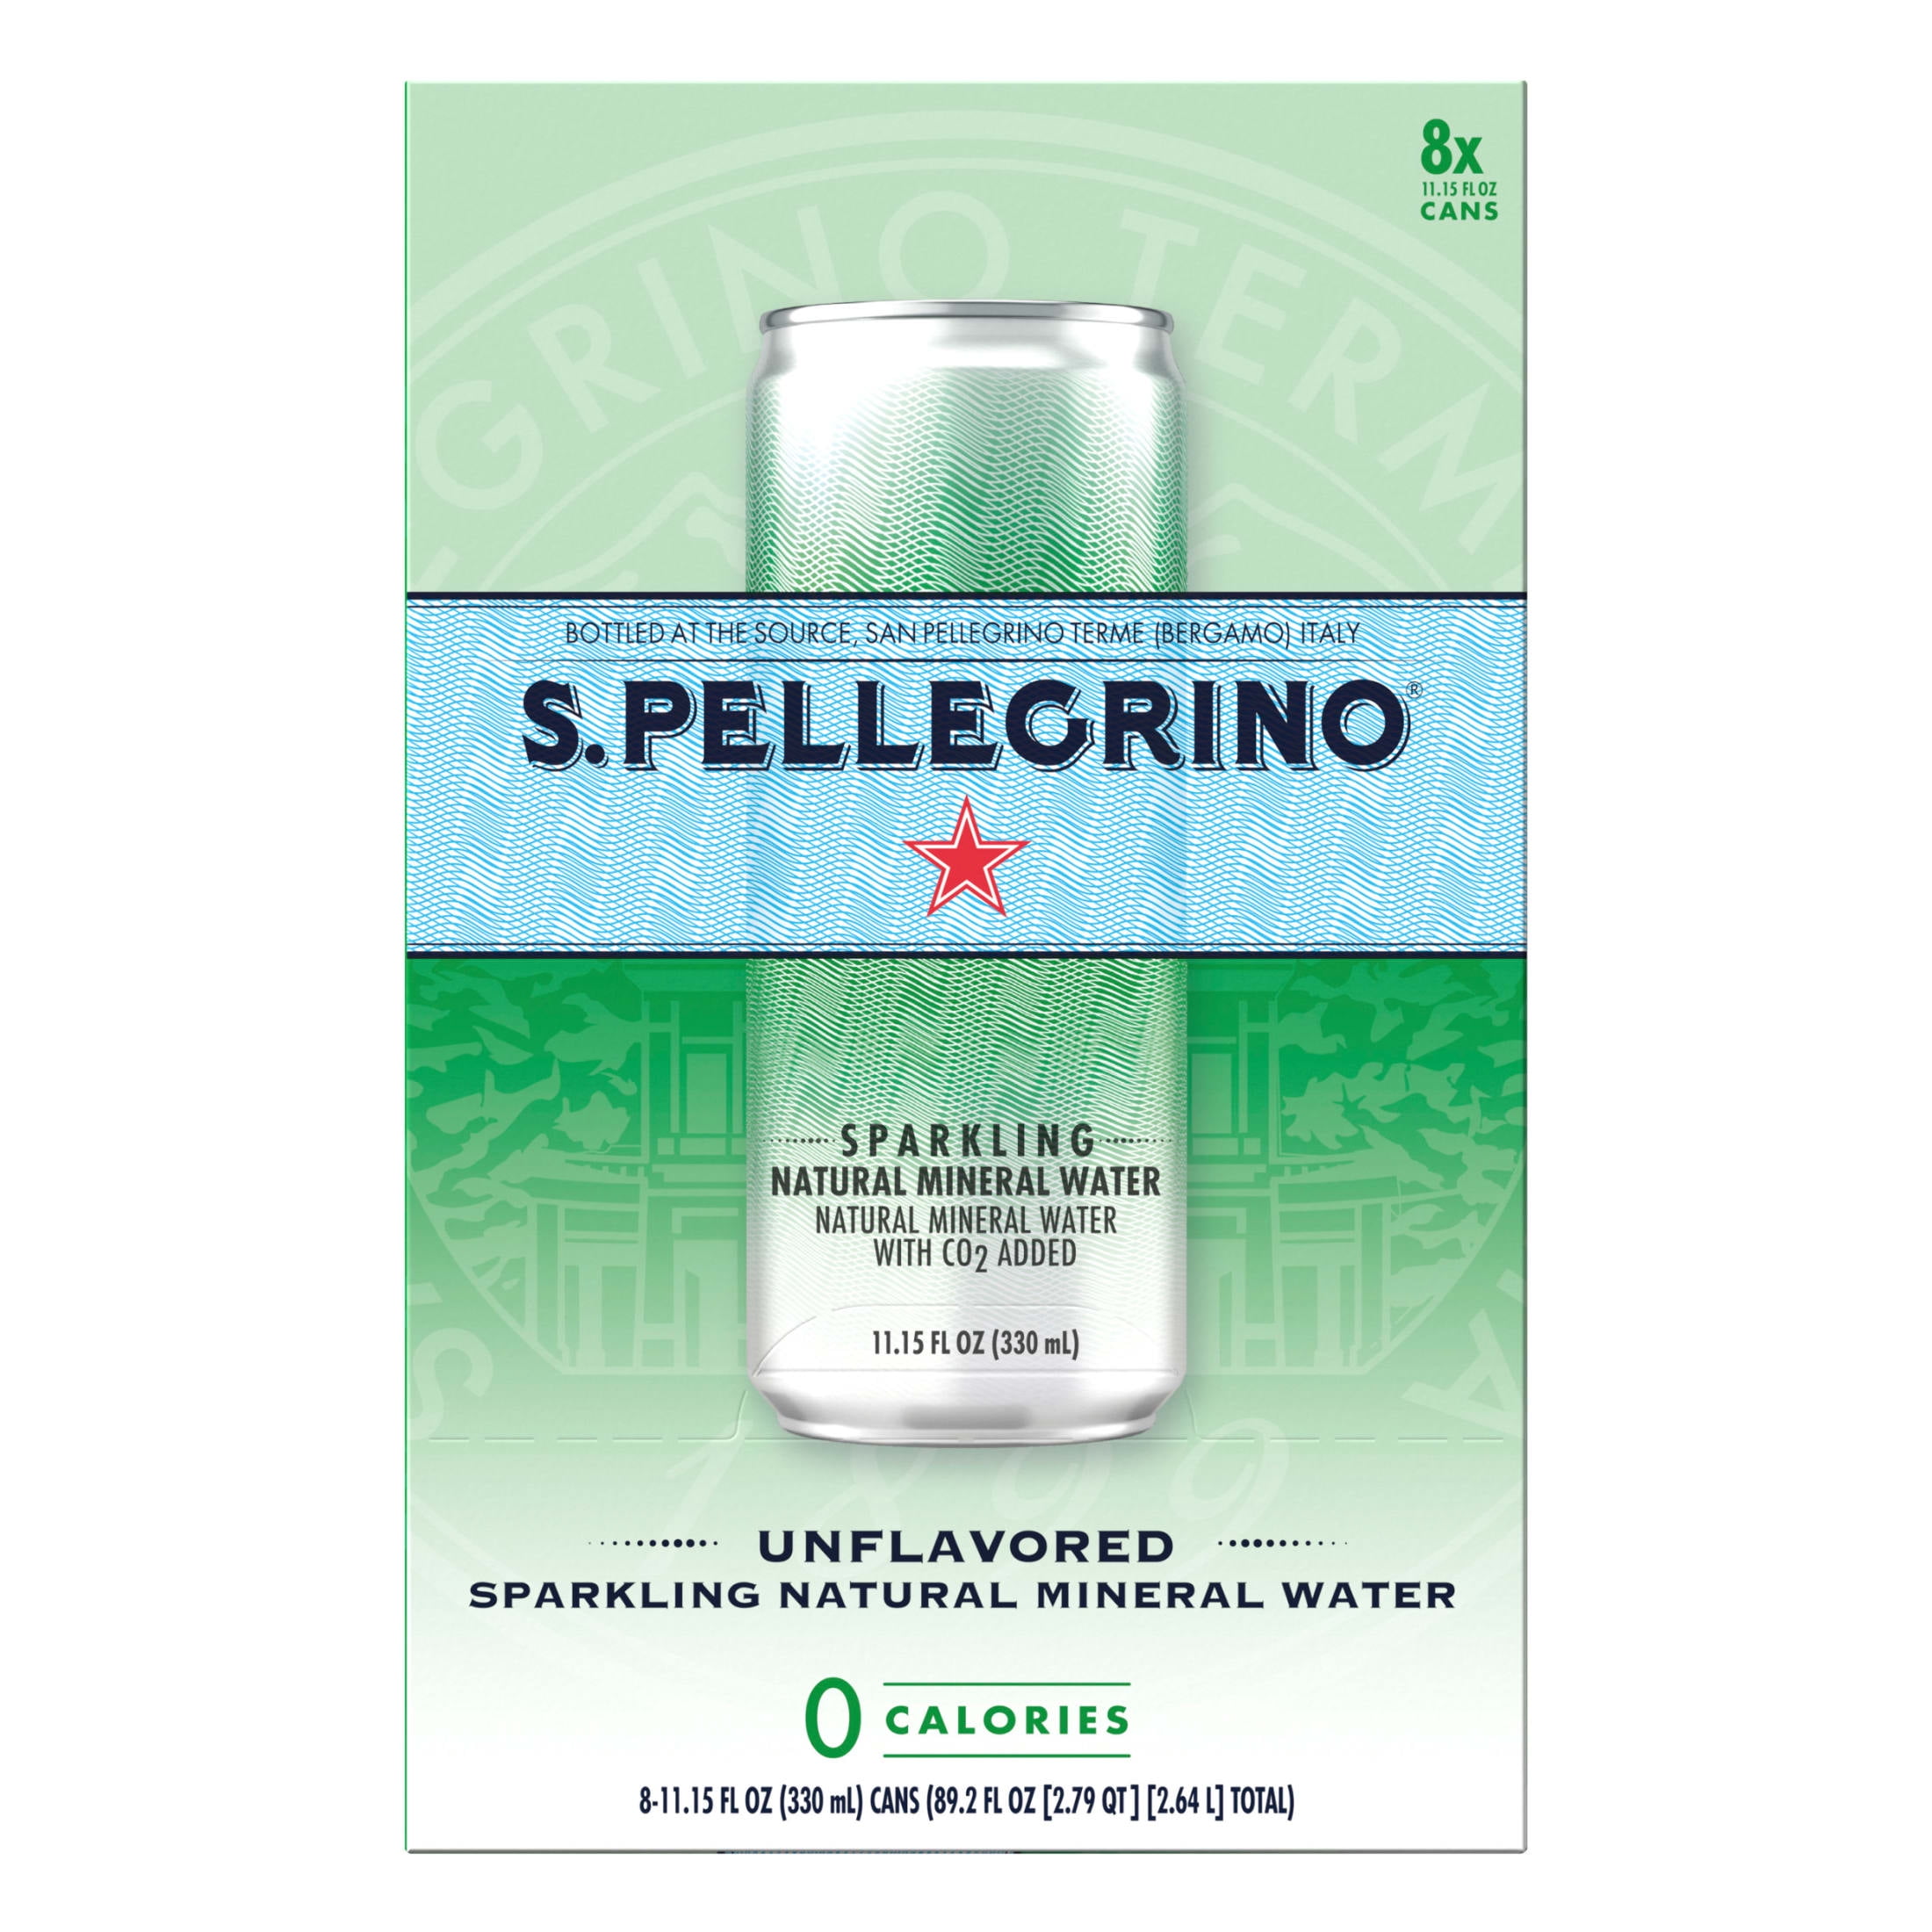 8x
11.15 FL OZ
CANS
GRINO TERM
BOTTLED AT THE SOURCE, SAN PELLEGRINO TERME (BERGAMO) ITALY
S.PELLEGRINO®
SPARKLING
NATURAL MINERAL WATER
NATURAL MINERAL WATER
WITH CO2 ADDED
11.15 FL OZ (330 mL)
1899
UNFLAVORED
SPARKLING NATURAL MINERAL WATER
0 CALORIES
8-11.15 FL OZ (330 mL) CANS (89.2 FL OZ [2.79 QT] [2.64 L] TOTAL)